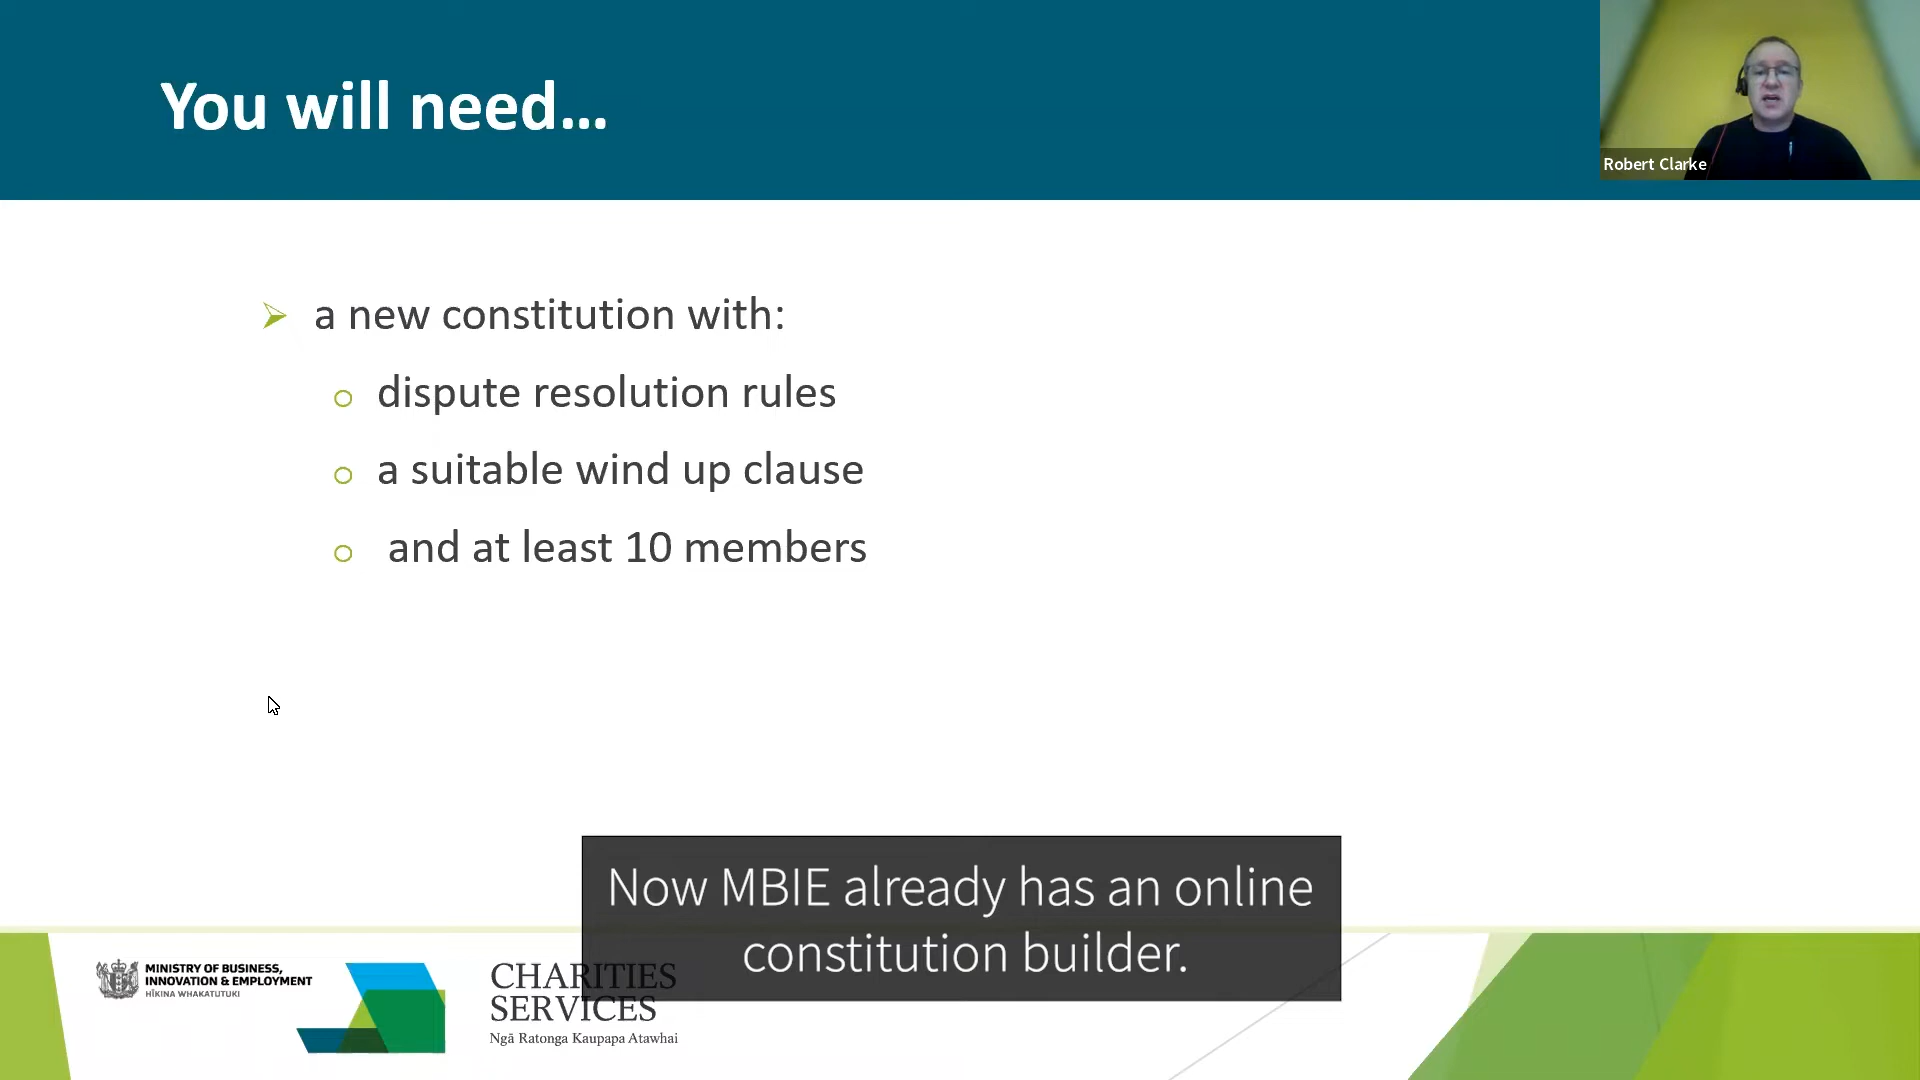 You will need...
Robert Clarke
a new constitution with:
dispute resolution rules
a suitable wind up clause
and at least 10 members
Now MBIE already has an online
constitution builder.
MINISTRY OF BUSINESS,
INNOVATION & EMPLOYMENT
HĪKINA WHAKATUTUKI
CHARITIES
SERVICES
Ngā Ratonga Kaupapa Atawhai